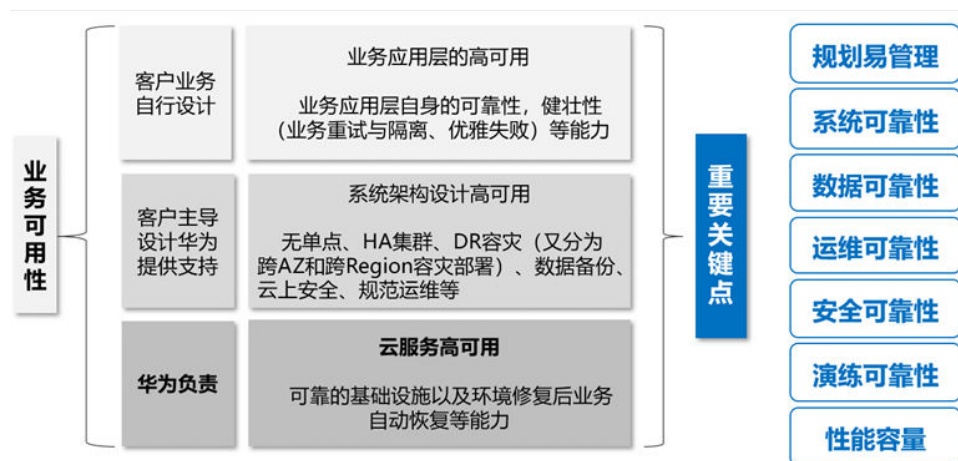 业务可用性
客户业务
自行设计
业务应用层的高可用
业务应用层自身的可靠性，健壮性
（业务重试与隔离、优雅失败）等能力
客户主导
设计华为
提供支持
系统架构设计高可用
无单点、HA集群、DR容灾（又分为
跨AZ和跨Region容灾部署）、数据备份、
云上安全、规范运维等
华为负责
云服务高可用
可靠的基础设施以及环境修复后业务
自动恢复等能力
重要关键点
规划易管理
系统可靠性
数据可靠性
运维可靠性
安全可靠性
演练可靠性
性能容量